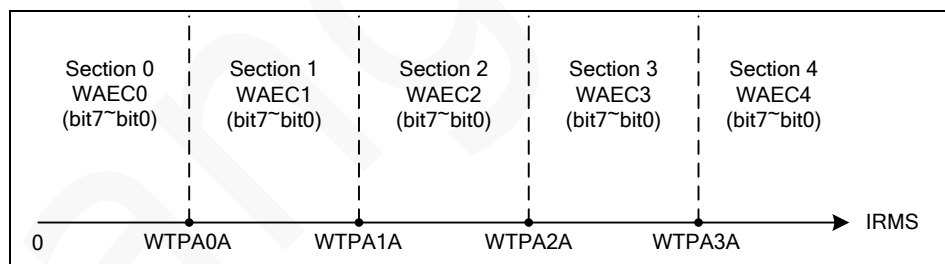 Section 0
WAEC0
(bit7~bit0)
Section 1
WAEC1
(bit7~bit0)
Section 2
WAEC2
(bit7~bit0)
Section 3
WAEC3
(bit7~bit0)
Section 4
WAEC4
(bit7~bit0)
IRMS
0
WTPA0A
WTPA1A
WTPA2A
WTPA3A